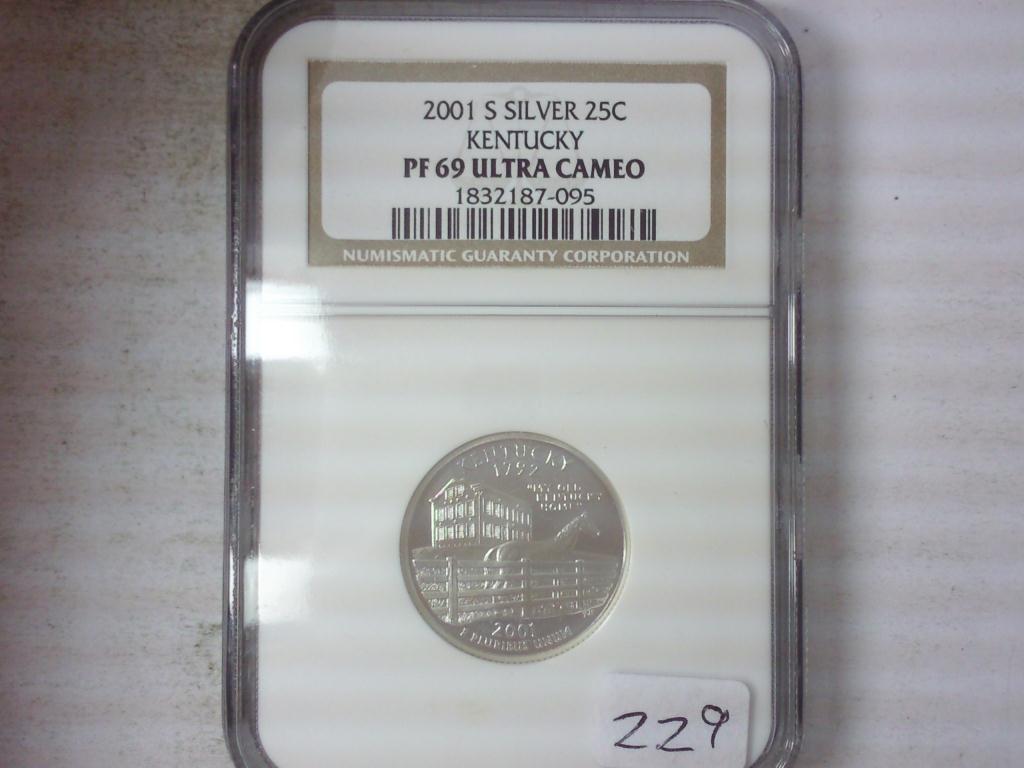 2001 S SILVER 25C
KENTUCKY
PF 69 ULTRA CAMEO
1832187-095
NUMISMATIC GUARANTY CORPORATION
KENTUCKY
1792
"MY OLD
KENTUCKY
HOME"
2001
E PLURIBUS UNUM
229